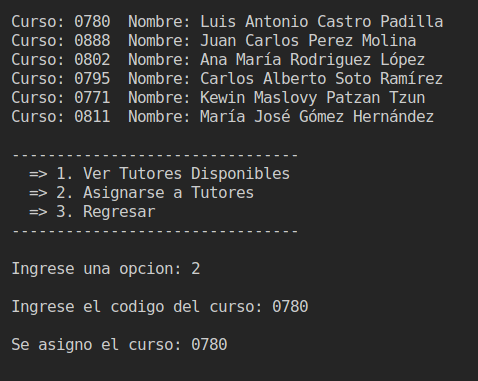 Curso: 0780  Nombre: Luis Antonio Castro Padilla
Curso: 0888  Nombre: Juan Carlos Perez Molina
Curso: 0802  Nombre: Ana María Rodriguez López
Curso: 0795  Nombre: Carlos Alberto Soto Ramírez
Curso: 0771  Nombre: Kewin Maslovy Patzan Tzun
Curso: 0811  Nombre: María José Gómez Hernández
--------------------------------
  => 1. Ver Tutores Disponibles
  => 2. Asignarse a Tutores
  => 3. Regresar
--------------------------------
Ingrese una opcion: 2
Ingrese el codigo del curso: 0780
Se asigno el curso: 0780